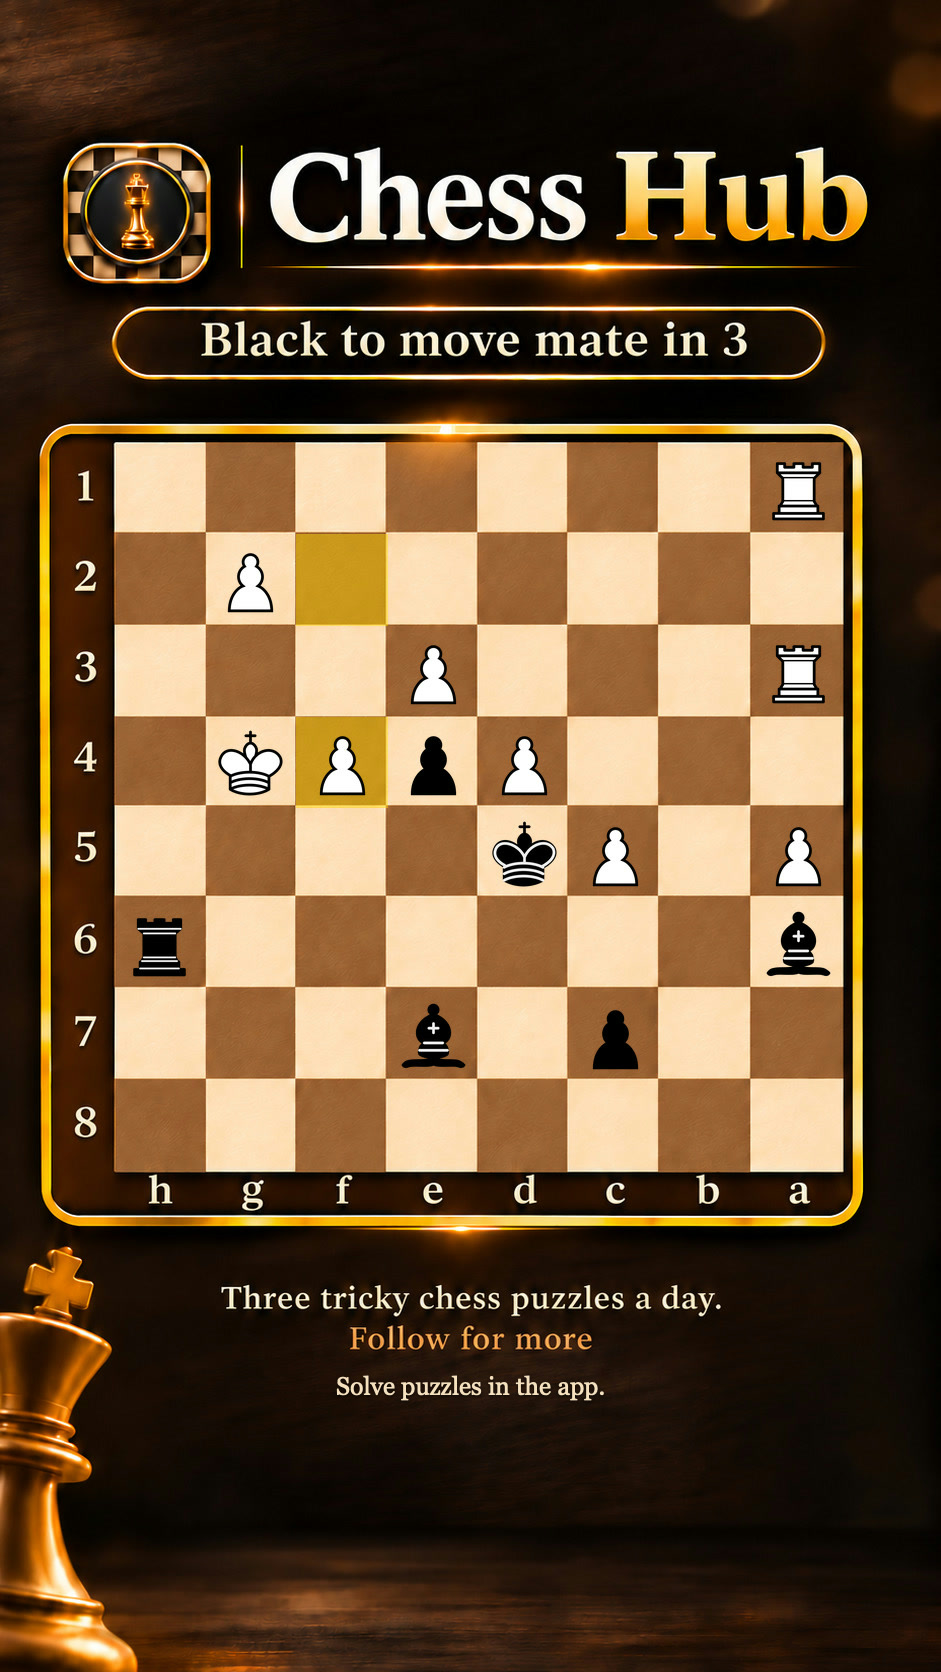 Chess Hub
Black to move mate in 3
1
2
3
4
5
6
7
8
h g f e d c b a
Three tricky chess puzzles a day.
Follow for more
Solve puzzles in the app.